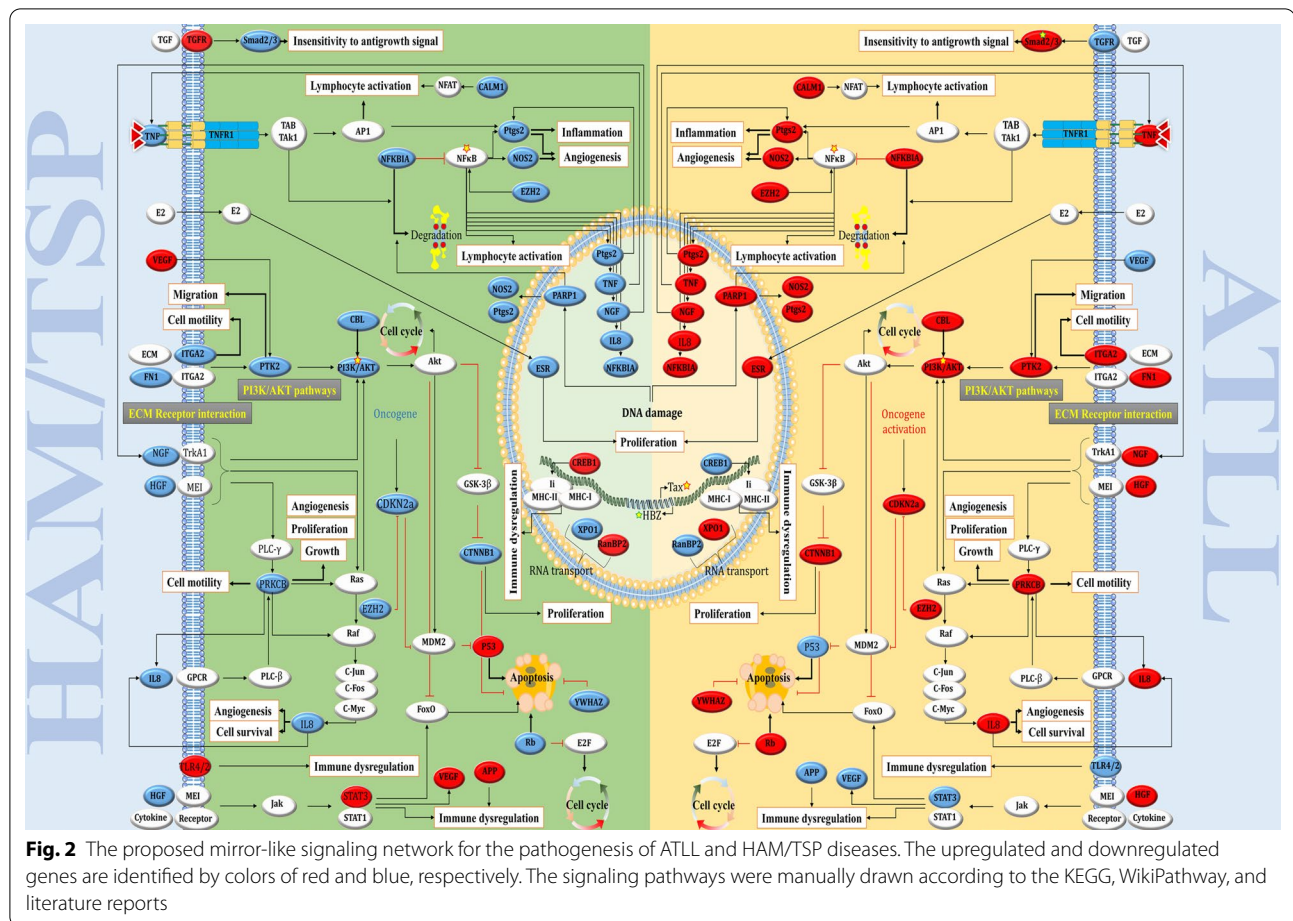 HAM/TSP
TGF
TGFR
Smad2/3
Insensitivity to antigrowth signal
Lymphocyte activation
NFAT
CALM1
TNF
TNFR1
TAB
TAk1
AP1
Ptgs2
Inflammation
NFKBIA
NFκB
NOS2
Angiogenesis
EZH2
E2
E2
Degradation
Lymphocyte activation
VEGF
Migration
Cell motility
NOS2
Ptgs2
PARP1
Ptgs2
TNF
NGF
IL8
NFKBIA
CBL
Cell cycle
ECM
ITGA2
FN1
ITGA2
PTK2
PI3K/AKT
Akt
ESR
PI3K/AKT pathways
ECM Receptor interaction
Oncogene
DNA damage
Proliferation
NGF
TrkA1
HGF
MEI
GSK-3β
CREB1
Ii
MHC-II
MHC-I
Immune dysregulation
Tax
HBZ
CDKN2a
Angiogenesis
Proliferation
Growth
PLC-γ
XPO1
RanBP2
RNA transport
CTNNB1
Cell motility
PRKCB
Ras
EZH2
Proliferation
Raf
MDM2
P53
IL8
GPCR
PLC-β
C-Jun
C-Fos
C-Myc
Apoptosis
YWHAZ
Angiogenesis
Cell survival
IL8
FoxO
Rb
E2F
TLR4/2
Immune dysregulation
VEGF
APP
HGF
MEI
Cytokine
Receptor
Jak
STAT3
STAT1
Immune dysregulation
Cell cycle
ATLL
Insensitivity to antigrowth signal
Smad2/3
TGFR
TGF
CALM1
NFAT
Lymphocyte activation
Inflammation
Ptgs2
AP1
TAB
TAk1
TNFR1
TNF
Angiogenesis
NOS2
NFκB
NFKBIA
EZH2
E2
E2
Degradation
Lymphocyte activation
VEGF
Ptgs2
TNF
NGF
IL8
NFKBIA
PARP1
NOS2
Ptgs2
Migration
Cell motility
Cell cycle
CBL
ITGA2
ECM
ESR
Akt
PI3K/AKT
PTK2
ITGA2
FN1
PI3K/AKT pathways
ECM Receptor interaction
Oncogene
activation
TrkA1
NGF
MEI
HGF
CREB1
Ii
MHC-I
MHC-II
Immune dysregulation
GSK-3β
CDKN2a
Angiogenesis
Proliferation
Growth
PLC-γ
XPO1
RanBP2
RNA transport
CTNNB1
Ras
PRKCB
Cell motility
Proliferation
EZH2
Raf
P53
MDM2
C-Jun
C-Fos
C-Myc
PLC-β
GPCR
IL8
Apoptosis
YWHAZ
FoxO
IL8
Angiogenesis
Cell survival
E2F
Rb
Immune dysregulation
TLR4/2
APP
VEGF
STAT3
STAT1
Jak
MEI
HGF
Receptor
Cytokine
Immune dysregulation
Cell cycle
Fig. 2 The proposed mirror-like signaling network for the pathogenesis of ATLL and HAM/TSP diseases. The upregulated and downregulated
genes are identified by colors of red and blue, respectively. The signaling pathways were manually drawn according to the KEGG, WikiPathway, and
literature reports